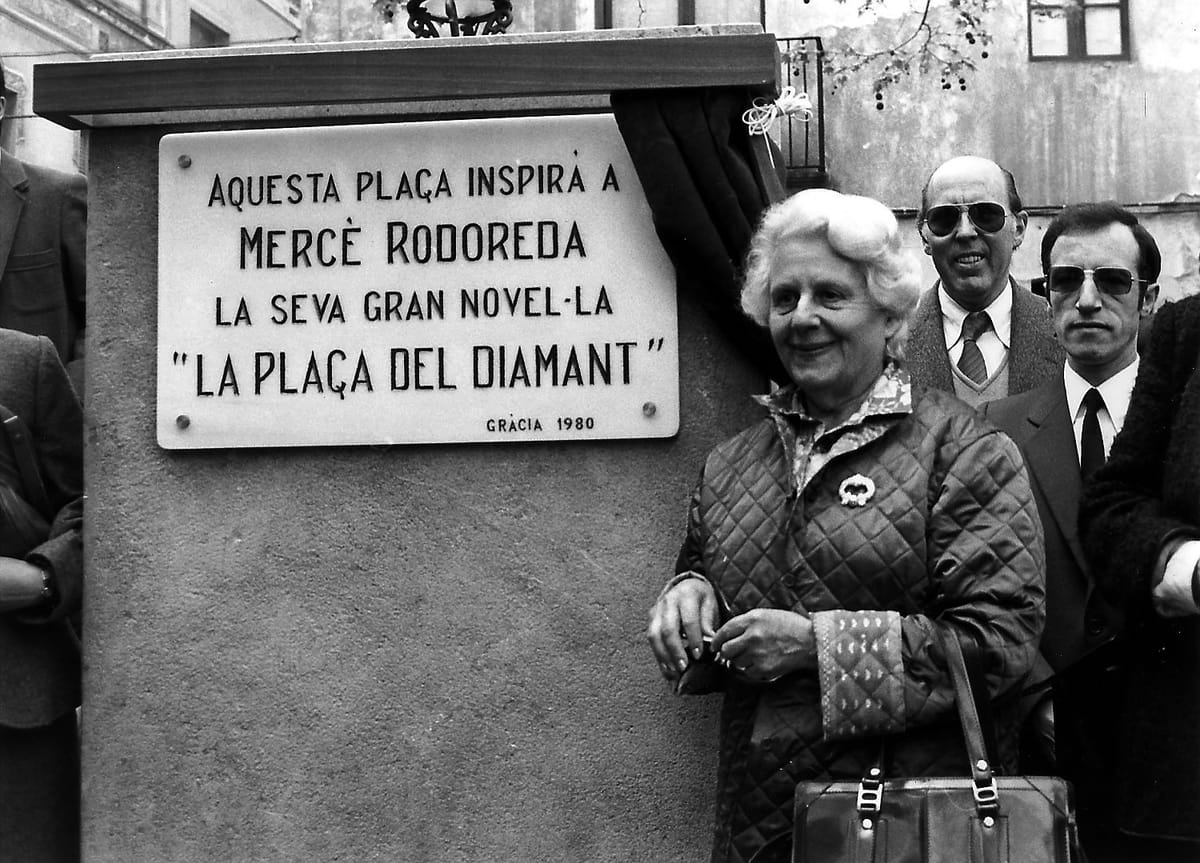 AQUESTA PLAÇA INSPIRÀ A
MERCÈ RODOREDA
LA SEVA GRAN NOVEL·LA
"LA PLAÇA DEL DIAMANT"
GRÀCIA 1980